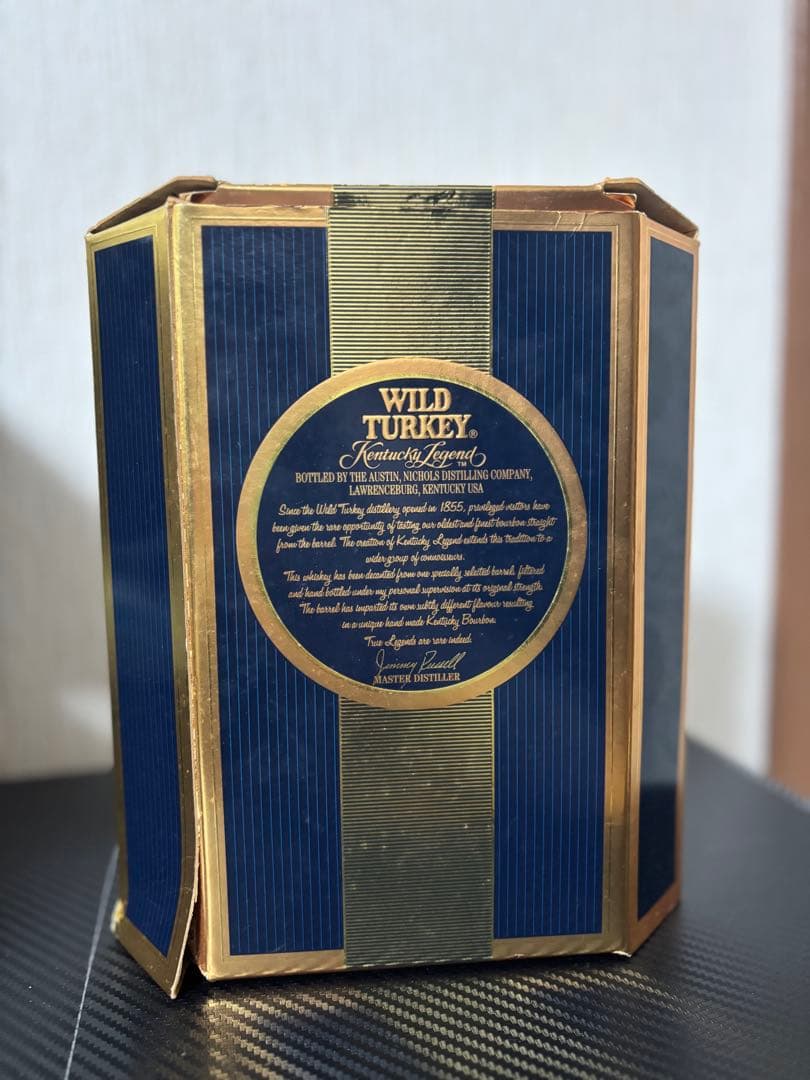 WILD
TURKEY®
Kentucky Legend™
BOTTLED BY THE AUSTIN, NICHOLS DISTILLING COMPANY,
LAWRENCEBURG, KENTUCKY USA
Since the Wild Turkey distillery opened in 1855, privileged visitors have
been given the rare opportunity of tasting our oldest and finest bourbon straight
from the barrel. The creation of Kentucky Legend extends this tradition to a
wider group of connoisseurs.
This whiskey has been decanted from one specially selected barrel, filtered
and hand bottled under my personal supervision at its original strength.
The barrel has imparted its own subtly different flavour resulting
in a unique hand made Kentucky Bourbon.
True Legends are rare indeed.
Jimmy Russell
MASTER DISTILLER